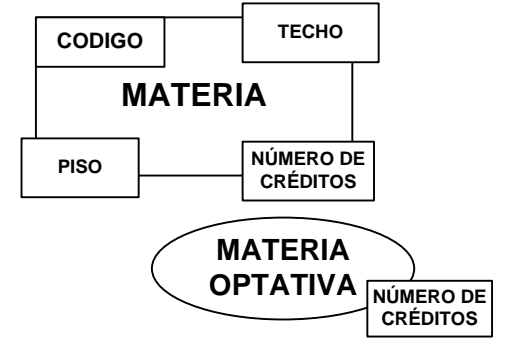 CODIGO
TECHO
MATERIA
PISO
NÚMERO DE
CRÉDITOS
MATERIA
OPTATIVA
NÚMERO DE
CRÉDITOS